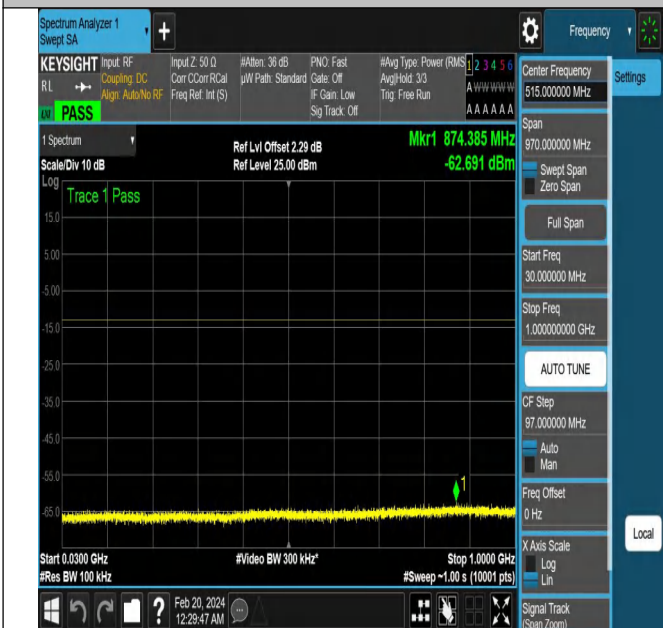 Spectrum Analyzer 1
Swept SA
Frequency
KEYSIGHT
RL
PASS
Input: RF
Coupling: DC
Align: Auto/No RF
Input Z: 50 Ω
Corr CCorr RCal
Freq Ref: Int (S)
#Atten: 36 dB
µW Path: Standard
PNO: Fast
Gate: Off
IF Gain: Low
Sig Track: Off
#Avg Type: Power (RMS
Avg|Hold: 3/3
Trig: Free Run
1 2 3 4 5 6
A W W W W W
A A A A A A
1 Spectrum
Scale/Div 10 dB
Log
Ref Lvl Offset 2.29 dB
Ref Level 25.00 dBm
Mkr1 874.385 MHz
-62.691 dBm
Trace 1 Pass
15.0
5.00
-5.00
-15.0
-25.0
-35.0
-45.0
-55.0
-65.0
1
Start 0.0300 GHz
#Res BW 100 kHz
#Video BW 300 kHz*
Stop 1.0000 GHz
#Sweep ~1.00 s (10001 pts)
Feb 20, 2024
12:29:47 AM
Center Frequency
515.000000 MHz
Settings
Span
970.000000 MHz
Swept Span
Zero Span
Full Span
Start Freq
30.000000 MHz
Stop Freq
1.000000000 GHz
AUTO TUNE
CF Step
97.000000 MHz
Auto
Man
Freq Offset
0 Hz
Local
X Axis Scale
Log
Lin
Signal Track
(Span Zoom)